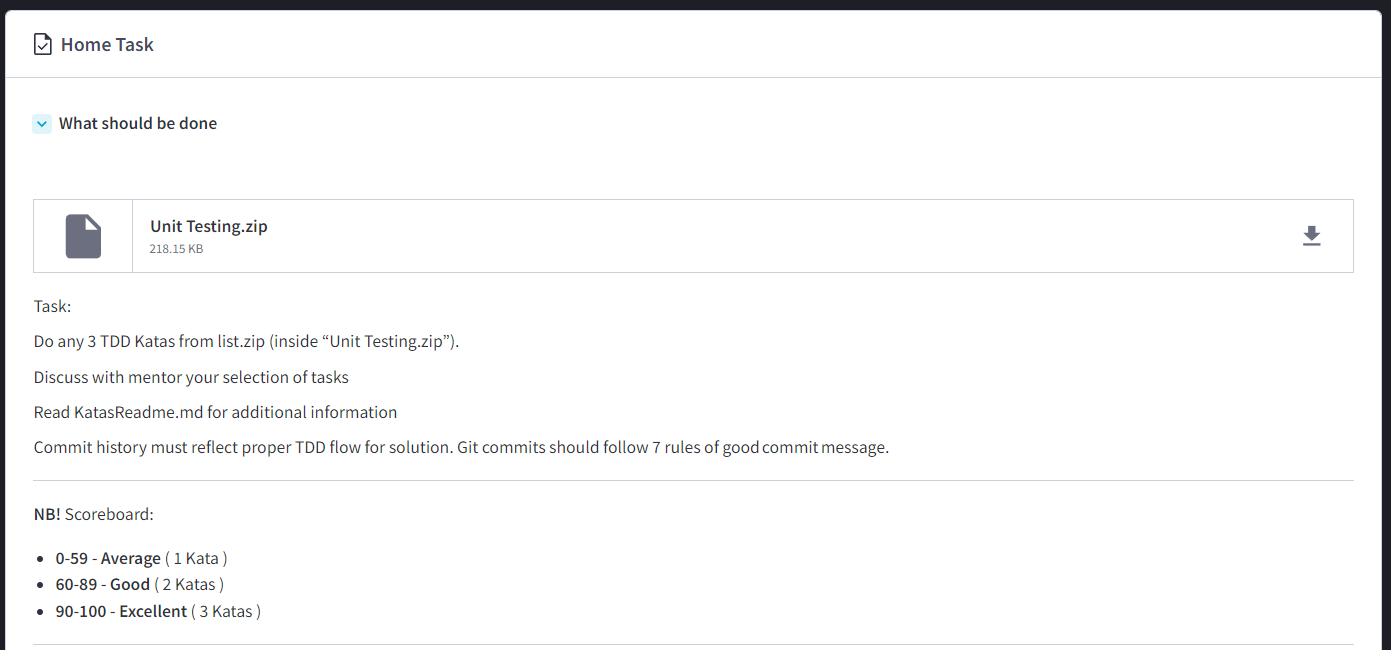 Home Task
What should be done
Unit Testing.zip
218.15 KB
Task:
Do any 3 TDD Katas from list.zip (inside “Unit Testing.zip”).
Discuss with mentor your selection of tasks
Read KatasReadme.md for additional information
Commit history must reflect proper TDD flow for solution. Git commits should follow 7 rules of good commit message.
NB! Scoreboard:
0-59 - Average ( 1 Kata )
60-89 - Good ( 2 Katas )
90-100 - Excellent ( 3 Katas )